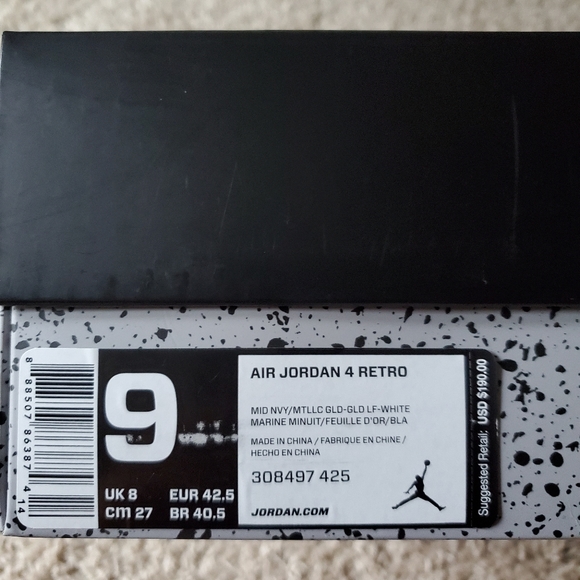 8 88507 86387 4 14
9
UK 8 EUR 42.5
cm 27 BR 40.5
AIR JORDAN 4 RETRO
MID NVY/MTLLC GLD-GLD LF-WHITE
MARINE MINUIT/FEUILLE D'OR/BLA
MADE IN CHINA / FABRIQUE EN CHINE /
HECHO EN CHINA
308497 425
JORDAN.COM
Suggested Retail: USD $190.00